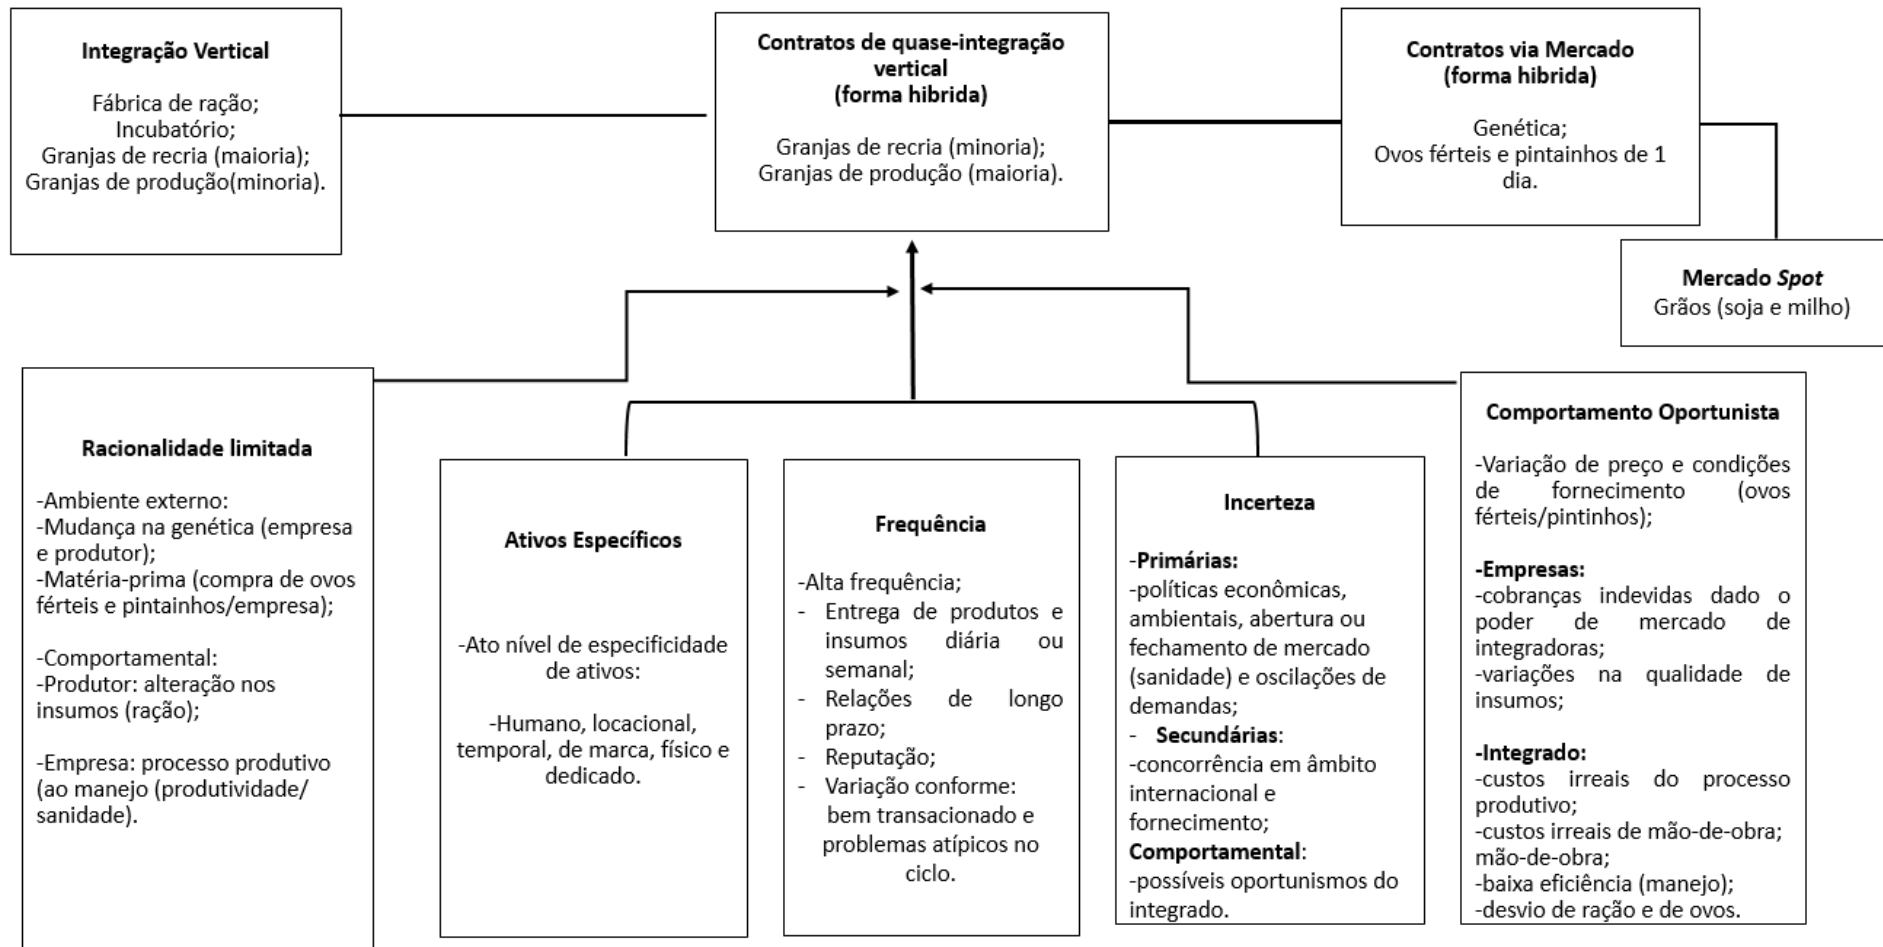 Integração Vertical
Fábrica de ração;
Incubatório;
Granjas de recria (maioria);
Granjas de produção(minoria).
Contratos de quase-integração
vertical
(forma hibrida)
Granjas de recria (minoria);
Granjas de produção (maioria).
Contratos via Mercado
(forma hibrida)
Genética;
Ovos férteis e pintainhos de 1
dia.
Mercado Spot
Grãos (soja e milho)
Racionalidade limitada
-Ambiente externo:
-Mudança na genética (empresa
e produtor);
-Matéria-prima (compra de ovos
férteis e pintainhos/empresa);
-Comportamental:
-Produtor: alteração nos
insumos (ração);
-Empresa: processo produtivo
(ao manejo (produtividade/
sanidade).
Ativos Específicos
-Ato nível de especificidade
de ativos:
-Humano, locacional,
temporal, de marca, físico e
dedicado.
Frequência
-Alta frequência;
- Entrega de produtos e
insumos diária ou
semanal;
- Relações de longo
prazo;
- Reputação;
- Variação conforme:
bem transacionado e
problemas atípicos no
ciclo.
Incerteza
-Primárias:
-políticas econômicas,
ambientais, abertura ou
fechamento de mercado
(sanidade) e oscilações de
demandas;
- Secundárias:
-concorrência em âmbito
internacional e
fornecimento;
Comportamental:
-possíveis oportunismos do
integrado.
Comportamento Oportunista
-Variação de preço e condições
de fornecimento (ovos
férteis/pintinhos);
-Empresas:
-cobranças indevidas dado o
poder de mercado de
integradoras;
-variações na qualidade de
insumos;
-Integrado:
-custos irreais do processo
produtivo;
-custos irreais de mão-de-obra;
mão-de-obra;
-baixa eficiência (manejo);
-desvio de ração e de ovos.